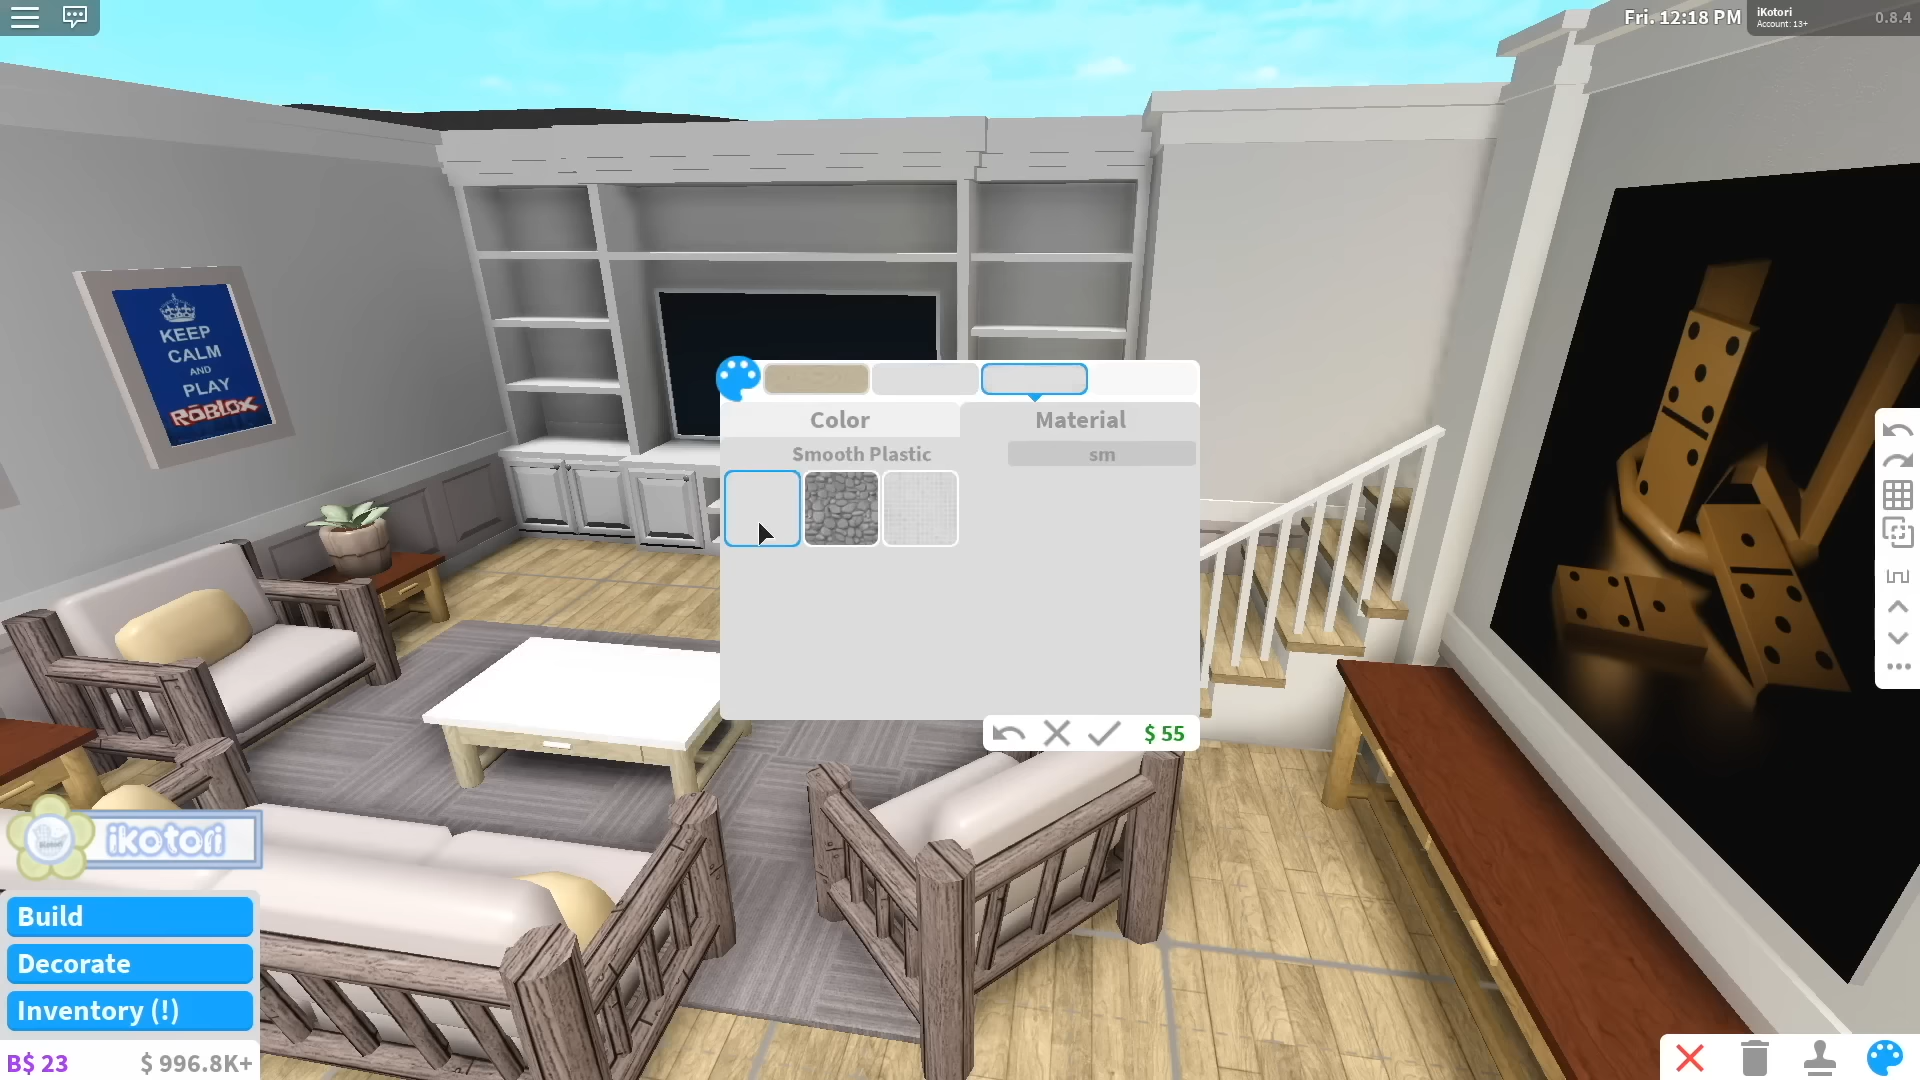 Fri. 12:18 PM
iKotori
Account: 13+
0.8.4
KEEP
CALM
AND
PLAY
ROBLOX
Color
Material
Smooth Plastic
sm
$ 55
ikotori
Build
Decorate
Inventory (!)
B$ 23
$ 996.8K+